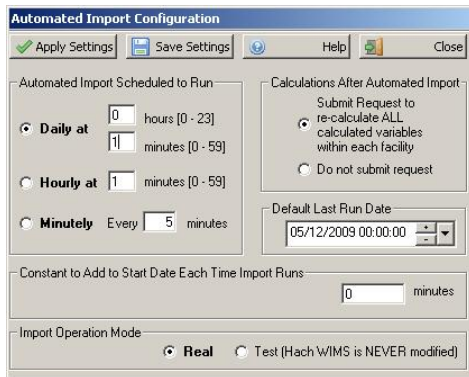 Automated Import Configuration
Apply Settings Save Settings Help Close
Automated Import Scheduled to Run
Daily at 0 hours [0 - 23]
1 minutes [0 - 59]
Hourly at 1 minutes [0 - 59]
Minutely Every 5 minutes
Calculations After Automated Import
Submit Request to
re-calculate ALL
calculated variables
within each facility
Do not submit request
Default Last Run Date
05/12/2009 00:00:00
Constant to Add to Start Date Each Time Import Runs
0 minutes
Import Operation Mode
Real Test (Hach WIMS is NEVER modified)